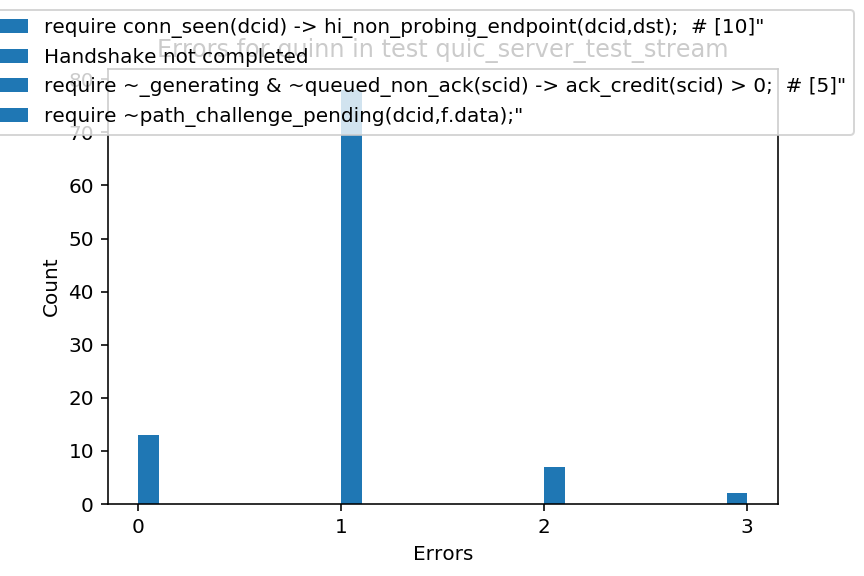 require conn_seen(dcid) -> hi_non_probing_endpoint(dcid,dst);  # [10]"
Errors for quinn in test quic_server_test_stream
Handshake not completed
require ~_generating & ~queued_non_ack(scid) -> ack_credit(scid) > 0;  # [5]"
require ~path_challenge_pending(dcid,f.data);"
80
70
60
50
40
30
20
10
0
Count
0 1 2 3
Errors